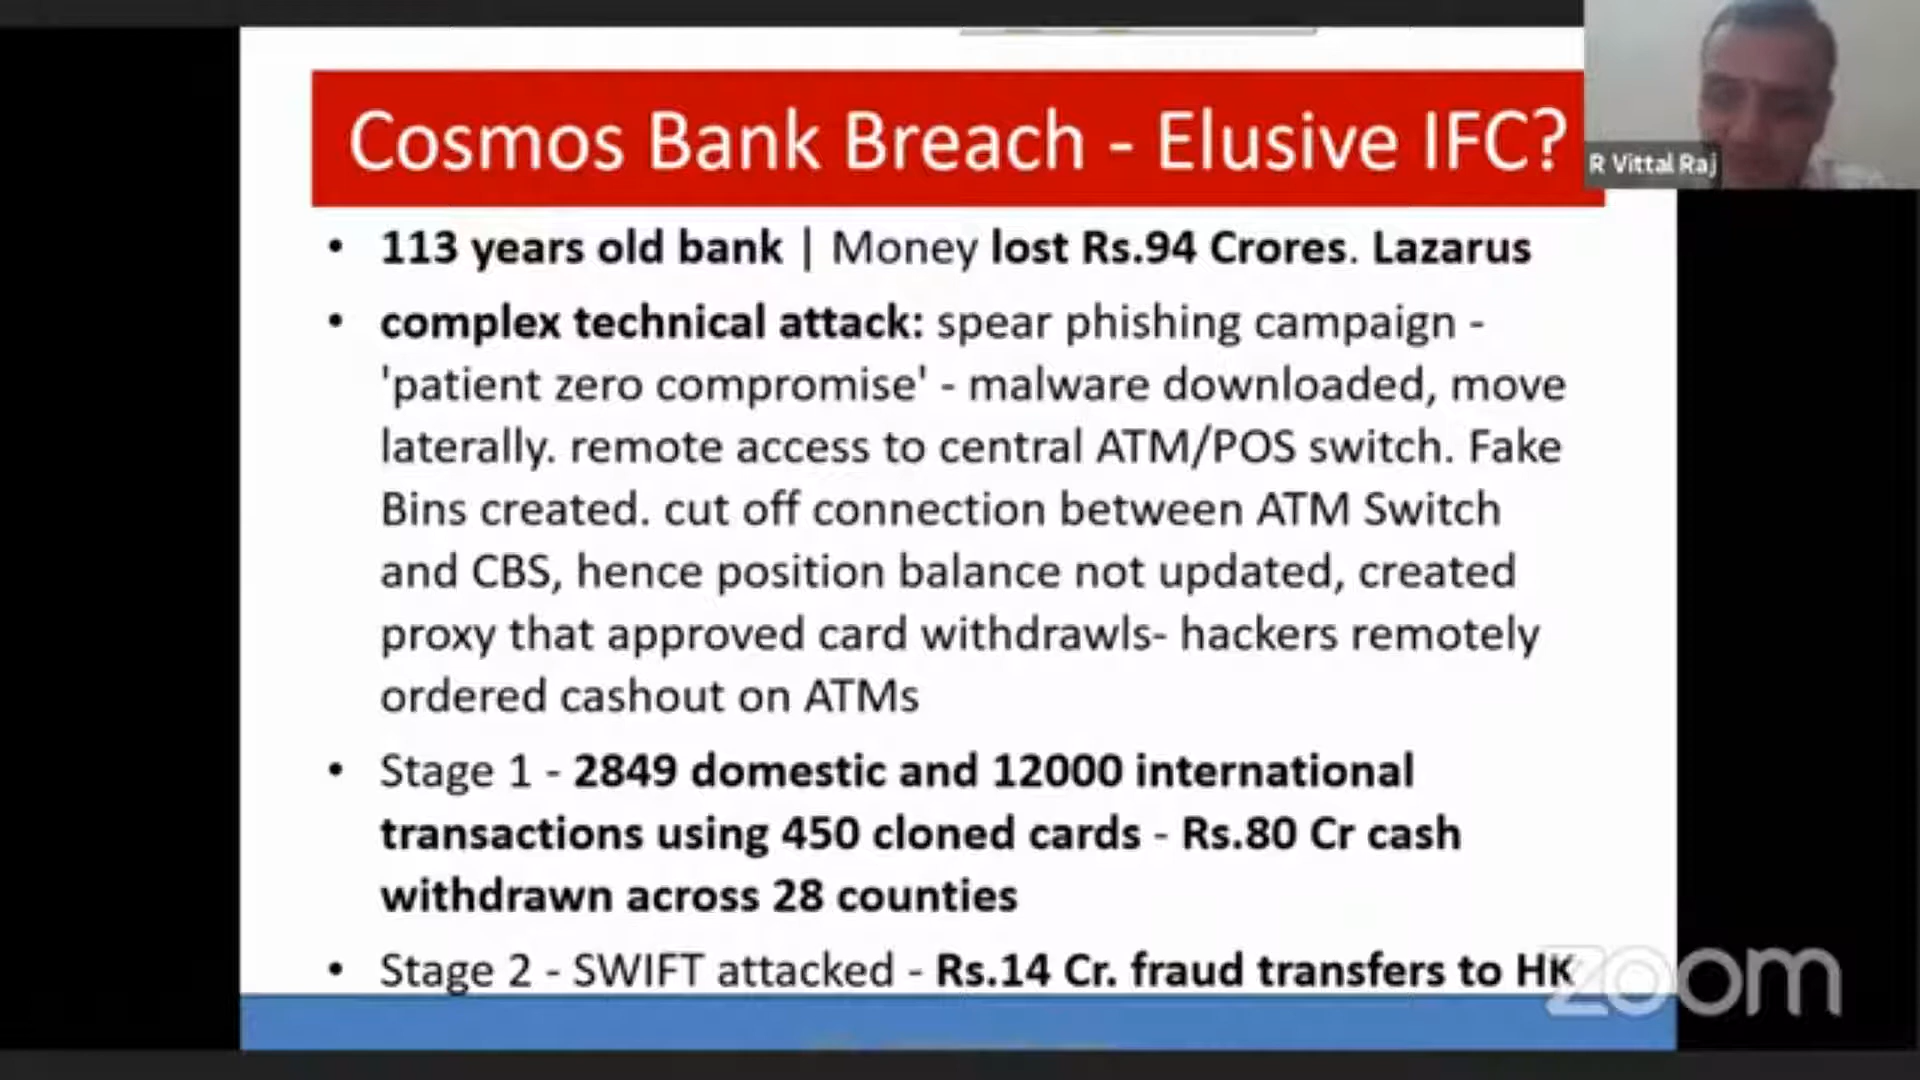 Cosmos Bank Breach - Elusive IFC?
R Vittal Raj
• 113 years old bank | Money lost Rs.94 Crores. Lazarus
• complex technical attack: spear phishing campaign -
'patient zero compromise' - malware downloaded, move
laterally. remote access to central ATM/POS switch. Fake
Bins created. cut off connection between ATM Switch
and CBS, hence position balance not updated, created
proxy that approved card withdrawls- hackers remotely
ordered cashout on ATMs
• Stage 1 - 2849 domestic and 12000 international
transactions using 450 cloned cards - Rs.80 Cr cash
withdrawn across 28 counties
• Stage 2 - SWIFT attacked - Rs.14 Cr. fraud transfers to HK
zoom